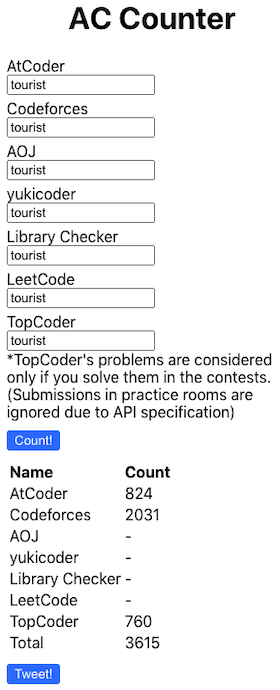 AC Counter
AtCoder
tourist
Codeforces
tourist
AOJ
tourist
yukicoder
tourist
Library Checker
tourist
LeetCode
tourist
TopCoder
tourist
*TopCoder's problems are considered
only if you solve them in the contests.
(Submissions in practice rooms are
ignored due to API specification)
Count!
Name Count
AtCoder 824
Codeforces 2031
AOJ -
yukicoder -
Library Checker -
LeetCode -
TopCoder 760
Total 3615
Tweet!